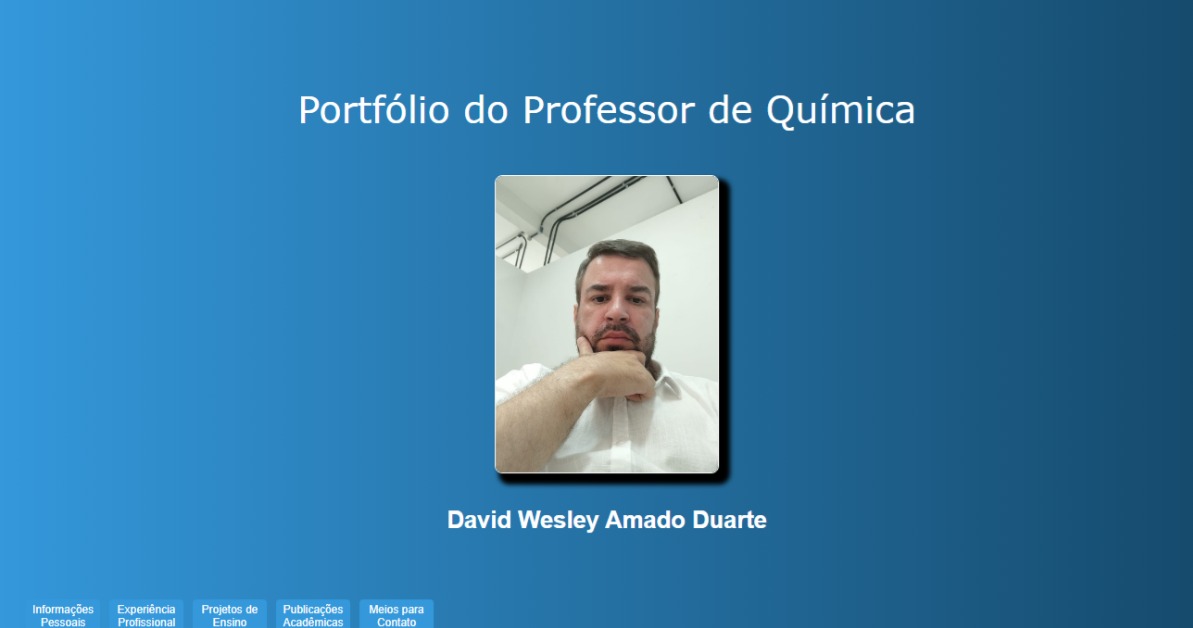 Portfólio do Professor de Química
David Wesley Amado Duarte
Informações
Pessoais
Experiência
Profissional
Projetos de
Ensino
Publicações
Acadêmicas
Meios para
Contato